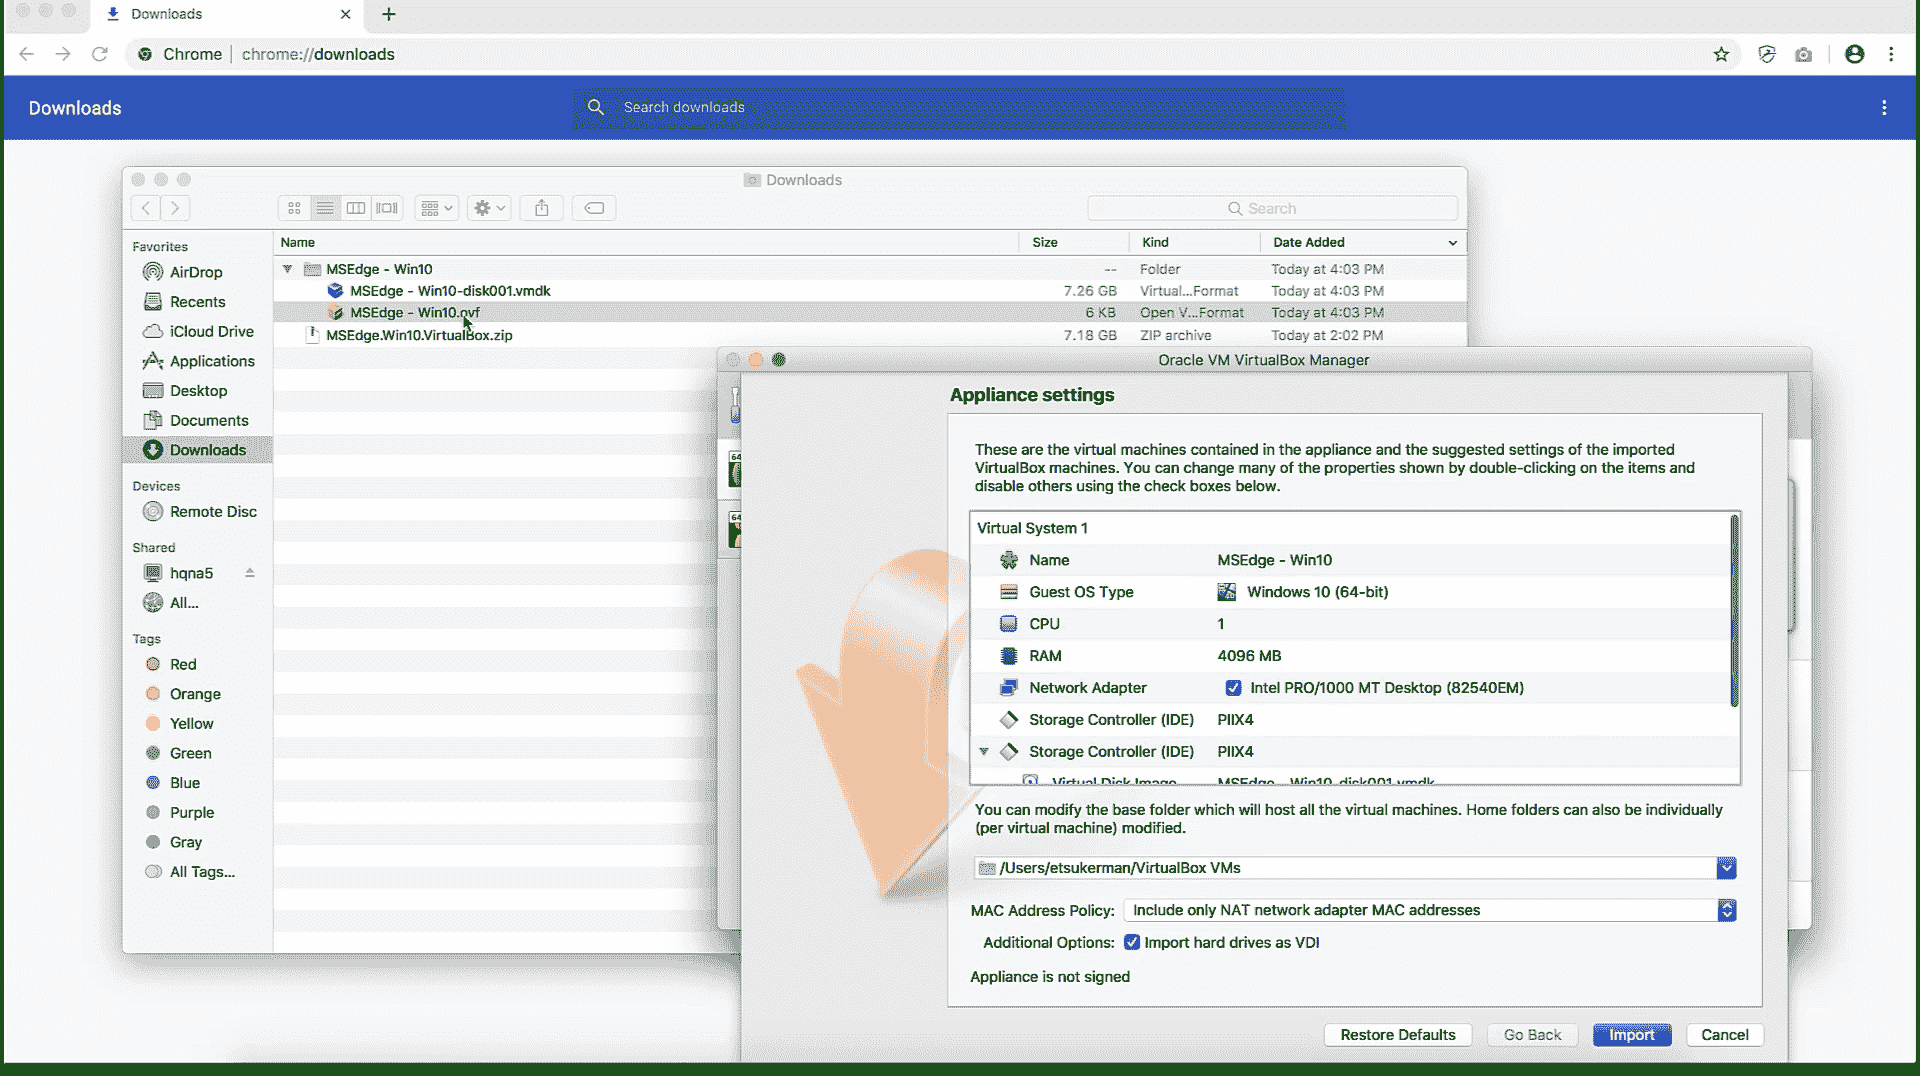 Downloads
Chrome chrome://downloads
Downloads
Search downloads
Downloads
Search
Name Size Kind Date Added
MSEdge - Win10 -- Folder Today at 4:03 PM
MSEdge - Win10-disk001.vmdk 7.26 GB Virtual...Format Today at 4:03 PM
MSEdge - Win10.ovf 6 KB Open V...Format Today at 4:03 PM
MSEdge.Win10.VirtualBox.zip 7.18 GB ZIP archive Today at 2:02 PM
Favorites
AirDrop
Recents
iCloud Drive
Applications
Desktop
Documents
Downloads
Devices
Remote Disc
Shared
hqna5
All...
Tags
Red
Orange
Yellow
Green
Blue
Purple
Gray
All Tags...
Oracle VM VirtualBox Manager
64
64
Appliance settings
These are the virtual machines contained in the appliance and the suggested settings of the imported
VirtualBox machines. You can change many of the properties shown by double-clicking on the items and
disable others using the check boxes below.
Virtual System 1
Name MSEdge - Win10
Guest OS Type Windows 10 (64-bit)
CPU 1
RAM 4096 MB
Network Adapter Intel PRO/1000 MT Desktop (82540EM)
Storage Controller (IDE) PIIX4
Storage Controller (IDE) PIIX4
Virtual Disk Image MSEdge - Win10-disk001.vmdk
You can modify the base folder which will host all the virtual machines. Home folders can also be individually
(per virtual machine) modified.
/Users/etsukerman/VirtualBox VMs
MAC Address Policy: Include only NAT network adapter MAC addresses
Additional Options: Import hard drives as VDI
Appliance is not signed
Restore Defaults Go Back Import Cancel